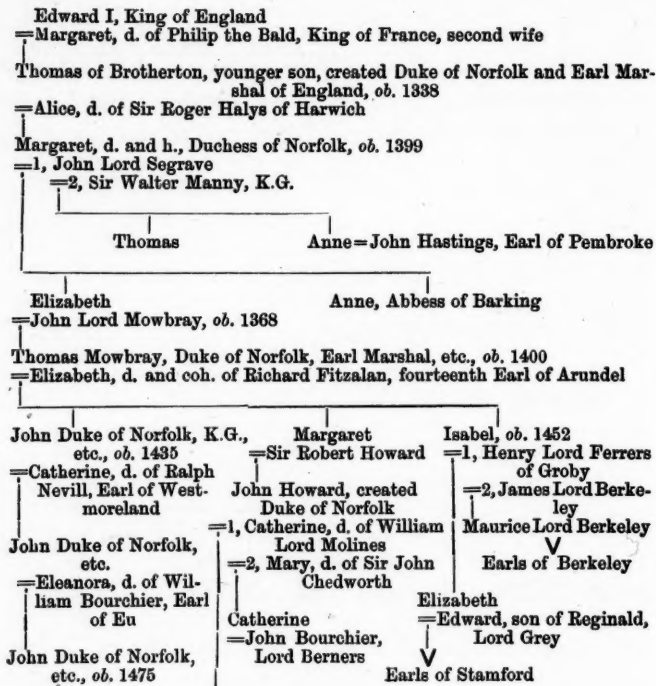 Edward I, King of England
=Margaret, d. of Philip the Bald, King of France, second wife
Thomas of Brotherton, younger son, created Duke of Norfolk and Earl Mar-
shal of England, ob. 1338
=Alice, d. of Sir Roger Halys of Harwich
Margaret, d. and h., Duchess of Norfolk, ob. 1399
=1, John Lord Segrave
=2, Sir Walter Manny, K.G.
Thomas
Anne=John Hastings, Earl of Pembroke
Elizabeth
=John Lord Mowbray, ob. 1368
Anne, Abbess of Barking
Thomas Mowbray, Duke of Norfolk, Earl Marshal, etc., ob. 1400
=Elizabeth, d. and coh. of Richard Fitzalan, fourteenth Earl of Arundel
John Duke of Norfolk, K.G.,
etc., ob. 1435
=Catherine, d. of Ralph
Nevill, Earl of West-
moreland
John Duke of Norfolk,
etc.
=Eleanora, d. of Wil-
liam Bourchier, Earl
of Eu
John Duke of Norfolk,
etc., ob. 1475
Margaret
=Sir Robert Howard
John Howard, created
Duke of Norfolk
=1, Catherine, d. of William
Lord Molines
=2, Mary, d. of Sir John
Chedworth
Catherine
=John Bourchier,
Lord Berners
Isabel, ob. 1452
=1, Henry Lord Ferrers
of Groby
=2, James Lord Berke-
ley
Maurice Lord Berkeley
Earls of Berkeley
Elizabeth
=Edward, son of Reginald,
Lord Grey
Earls of Stamford